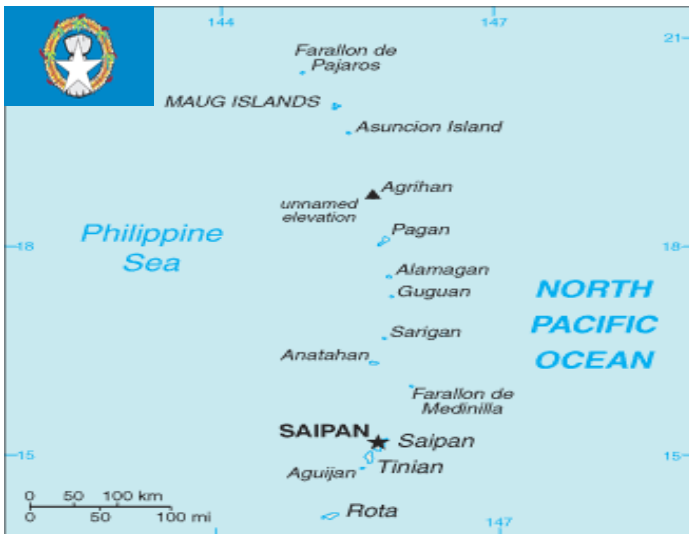 144
147
21
Farallon de
Pajaros
MAUG ISLANDS
Asuncion Island
Agrihan
unnamed
elevation
Pagan
Philippine
Sea
18
18
Alamagan
Guguan
NORTH
PACIFIC
OCEAN
Sarigan
Anatahan
Farallon de
Medinilla
SAIPAN
Saipan
15
15
Tinian
Aguijan
0 50 100 km
0 50 100 mi
Rota
144
147